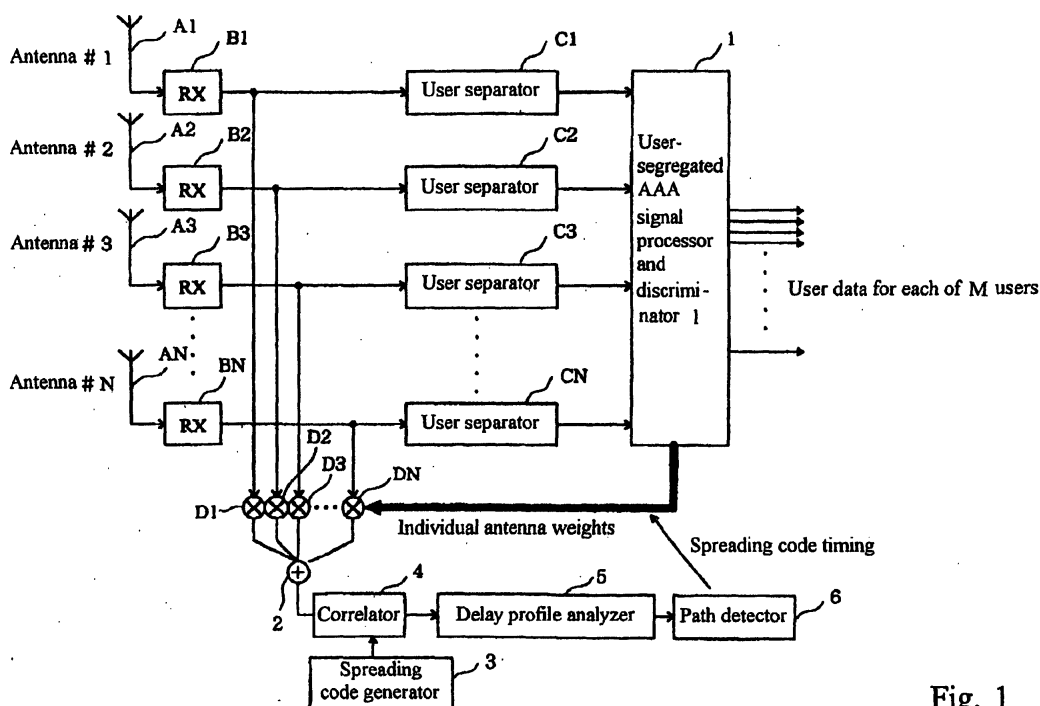 Antenna # 1
A1
B1
RX
C1
User separator
1
Antenna # 2
A2
B2
RX
C2
User separator
User-
segregated
AAA
signal
processor
and
discrimi-
nator 1
Antenna # 3
A3
B3
RX
C3
User separator
User data for each of M users
Antenna # N
AN
BN
RX
CN
User separator
D1
D2
D3
DN
Individual antenna weights
Spreading code timing
2
4
Correlator
5
Delay profile analyzer
6
Path detector
3
Spreading
code generator
Fig. 1